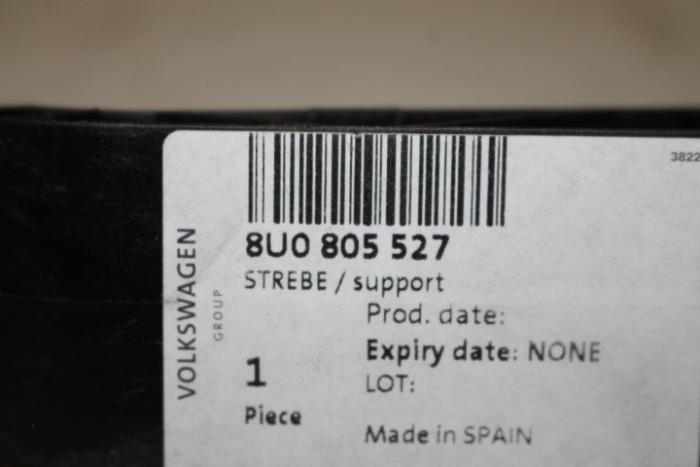 3822
8U0 805 527
STREBE / support
Prod. date:
Expiry date: NONE
LOT:
1
Piece
Made in SPAIN
VOLKSWAGEN
GROUP